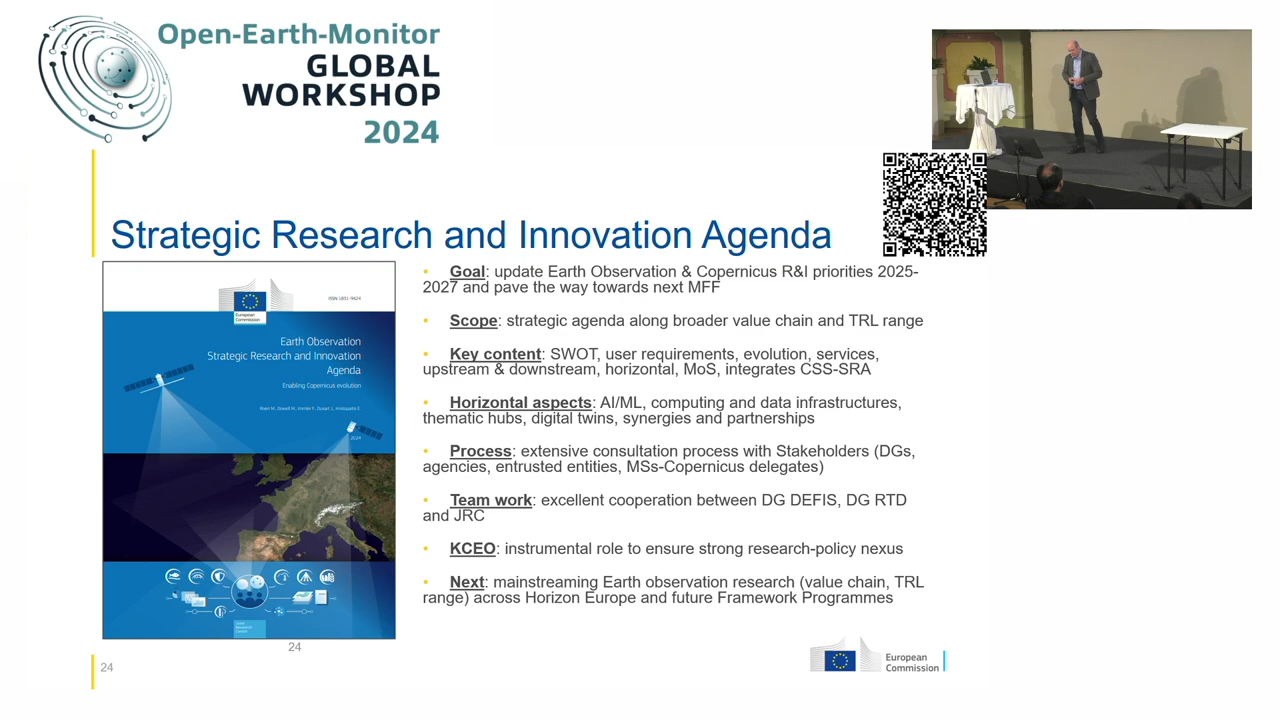 Open-Earth-Monitor
GLOBAL
WORKSHOP
2024
Strategic Research and Innovation Agenda
ISSN 1831-9424
European
Commission
Earth Observation
Strategic Research and Innovation
Agenda
Enabling Copernicus evolution
2024
Joint
Research
Centre
24
• Goal: update Earth Observation & Copernicus R&I priorities 2025-
2027 and pave the way towards next MFF
• Scope: strategic agenda along broader value chain and TRL range
• Key content: SWOT, user requirements, evolution, services,
upstream & downstream, horizontal, MoS, integrates CSS-SRA
• Horizontal aspects: AI/ML, computing and data infrastructures,
thematic hubs, digital twins, synergies and partnerships
• Process: extensive consultation process with Stakeholders (DGs,
agencies, entrusted entities, MSs-Copernicus delegates)
• Team work: excellent cooperation between DG DEFIS, DG RTD
and JRC
• KCEO: instrumental role to ensure strong research-policy nexus
• Next: mainstreaming Earth observation research (value chain, TRL
range) across Horizon Europe and future Framework Programmes
24
European
Commission